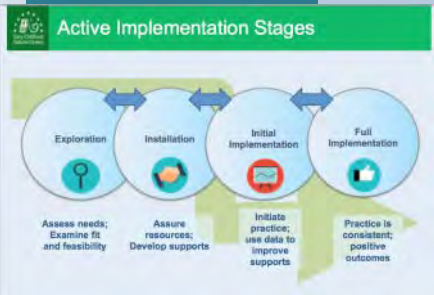 Active Implementation Stages
Exploration
Installation
Initial
Implementation
Full
Implementation
Assess needs;
Examine fit
and feasibility
Assure
resources;
Develop supports
Initiate
practice;
use data to
improve
supports
Practice is
consistent;
positive
outcomes